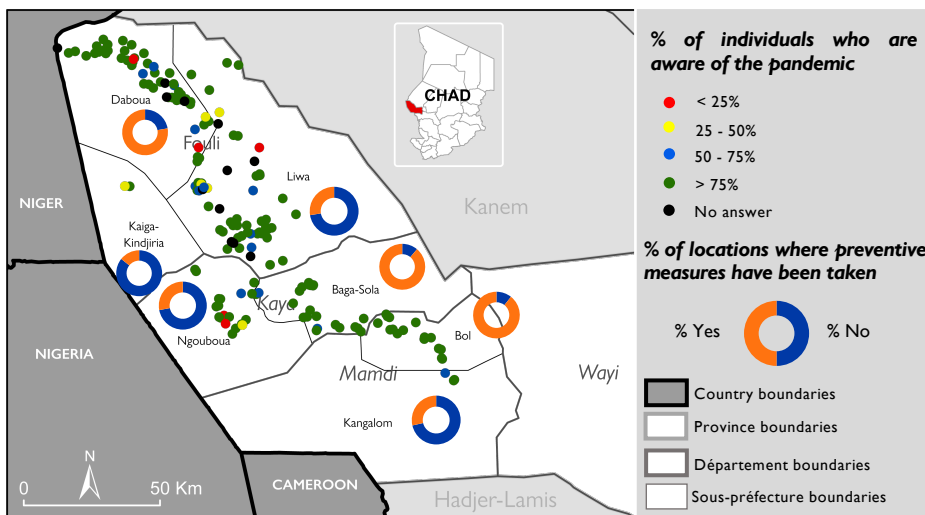 CHAD
Daboua
Fouli
Liwa
Kanem
NIGER
Kaiga-
Kindjiria
Baga-Sola
Kaya
Ngouboua
Bol
NIGERIA
Mamdi
Wayi
Kangalom
N
0 50 Km
CAMEROON
Hadjer-Lamis
% of individuals who are
aware of the pandemic
< 25%
25 - 50%
50 - 75%
> 75%
No answer
% of locations where preventive
measures have been taken
% Yes % No
Country boundaries
Province boundaries
Département boundaries
Sous-préfecture boundaries